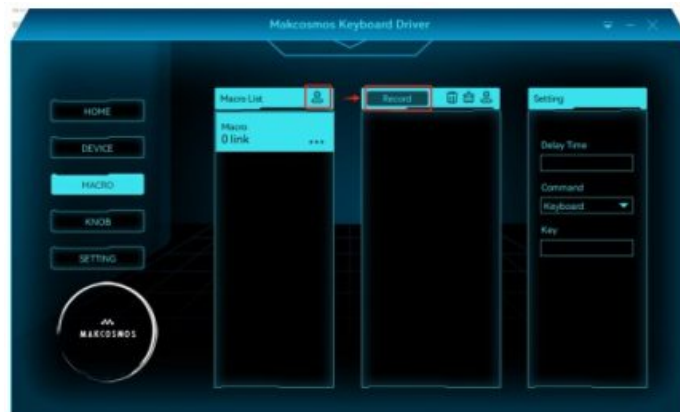 Makcosmos Keyboard Driver
HOME
DEVICE
MACRO
KNOB
SETTING
MAKCOSMOS
Macro List
Macro
0 link
Record
Setting
Delay Time
Command
Keyboard
Key